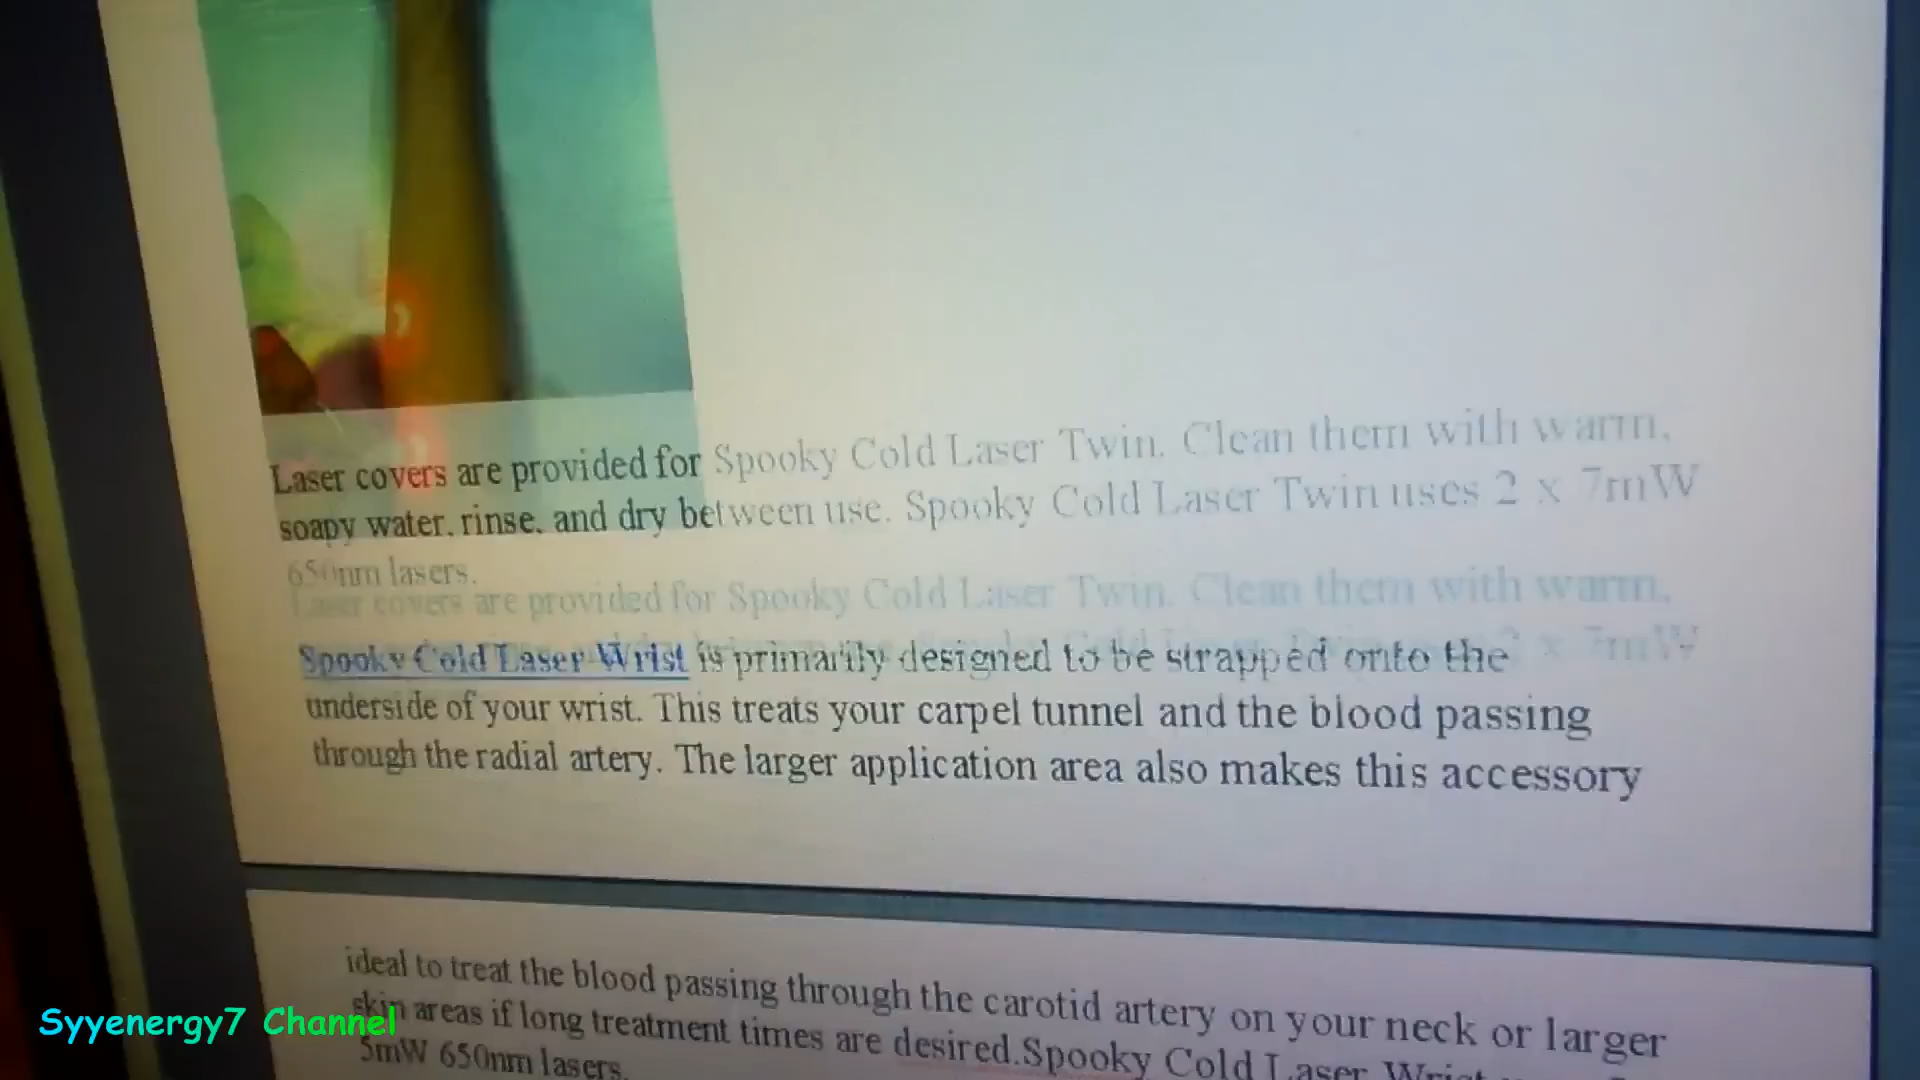 Laser covers are provided for Spooky Cold Laser Twin. Clean them with warm,
soapy water, rinse, and dry between use. Spooky Cold Laser Twin uses 2 x 7mW
650nm lasers.
Laser covers are provided for Spooky Cold Laser Twin. Clean them with warm,
Spooky Cold Laser Wrist is primarily designed to be strapped onto the
x 7mW
underside of your wrist. This treats your carpel tunnel and the blood passing
through the radial artery. The larger application area also makes this accessory
ideal to treat the blood passing through the carotid artery on your neck or larger
skin areas if long treatment times are desired.Spooky Cold Laser Wrist
5mW 650nm lasers.
Syyenergy7 Channel